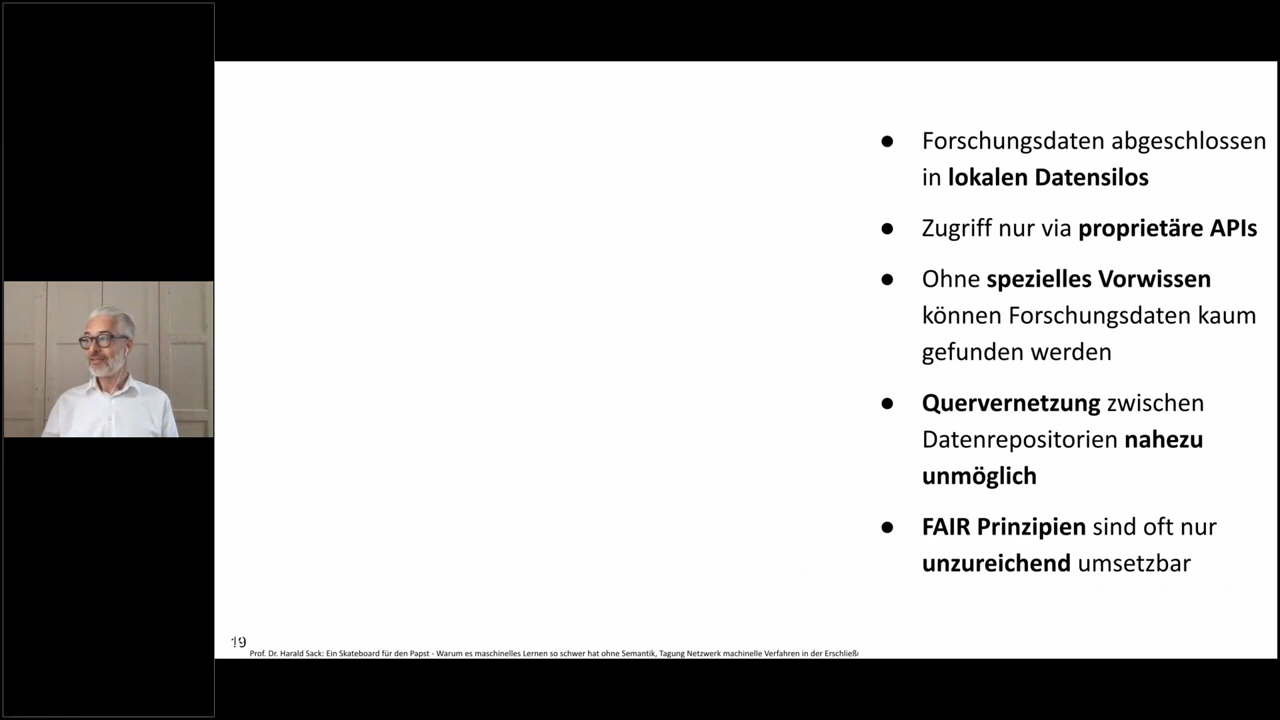 ● Forschungsdaten abgeschlossen
in lokalen Datensilos
● Zugriff nur via proprietäre APIs
● Ohne spezielles Vorwissen
können Forschungsdaten kaum
gefunden werden
● Quervernetzung zwischen
Datenrepositorien nahezu
unmöglich
● FAIR Prinzipien sind oft nur
unzureichend umsetzbar
19
Prof. Dr. Harald Sack: Ein Skateboard für den Papst - Warum es maschinelles Lernen so schwer hat ohne Semantik, Tagung Netzwerk machinelle Verfahren in der Erschließ